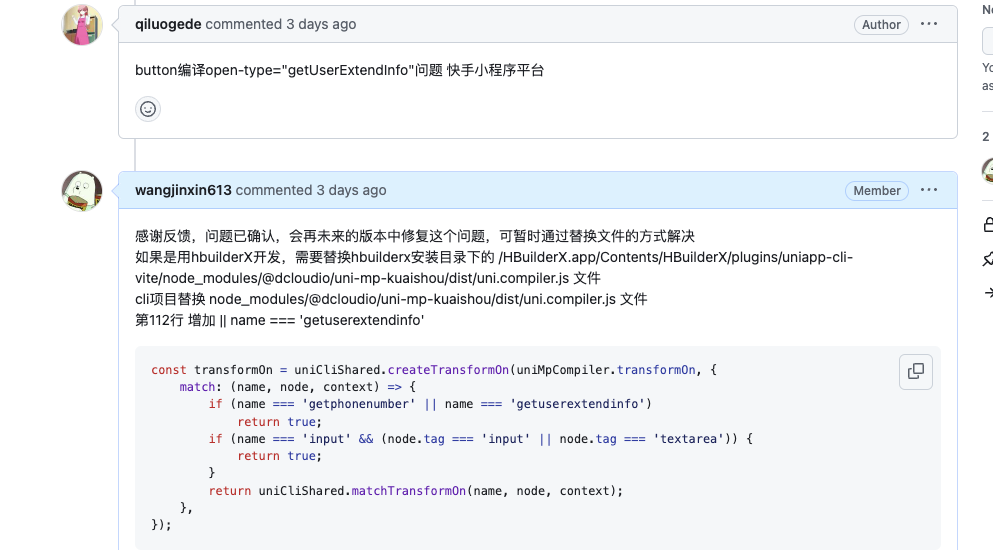 No
qiluogede commented 3 days ago
Author
button编译open-type="getUserExtendInfo"问题 快手小程序平台
as
2
wangjinxin613 commented 3 days ago
Member
感谢反馈，问题已确认，会再未来的版本中修复这个问题，可暂时通过替换文件的方式解决
如果是用hbuilderX开发，需要替换hbuilderx安装目录下的 /HBuilderX.app/Contents/HBuilderX/plugins/uniapp-cli-
vite/node_modules/@dcloudio/uni-mp-kuaishou/dist/uni.compiler.js 文件
cli项目替换 node_modules/@dcloudio/uni-mp-kuaishou/dist/uni.compiler.js 文件
第112行 增加 || name === 'getuserextendinfo'
const transformOn = uniCliShared.createTransformOn(uniMpCompiler.transformOn, {
match: (name, node, context) => {
if (name === 'getphonenumber' || name === 'getuserextendinfo')
return true;
if (name === 'input' && (node.tag === 'input' || node.tag === 'textarea')) {
return true;
}
return uniCliShared.matchTransformOn(name, node, context);
},
});